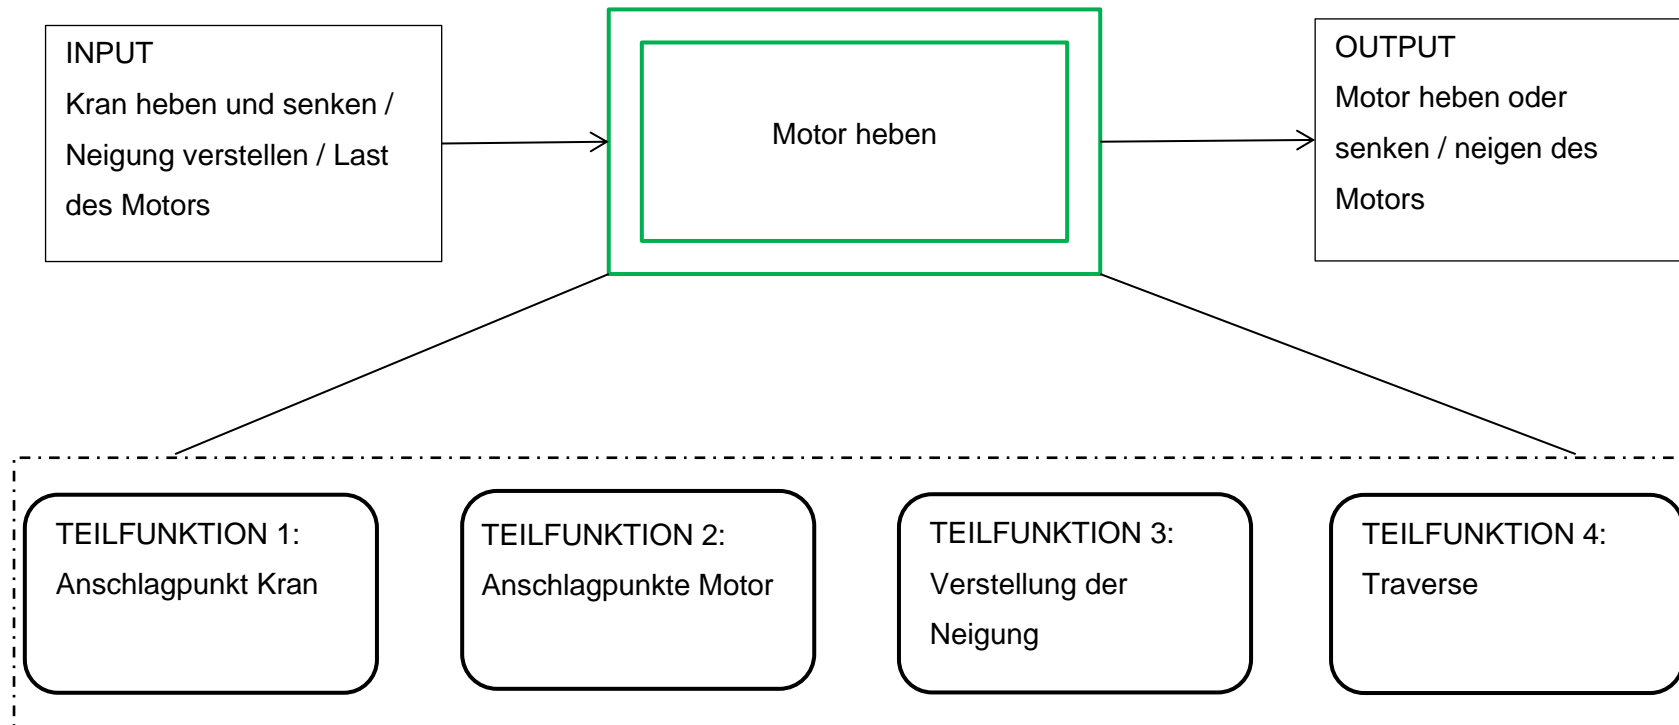 INPUT
Kran heben und senken /
Neigung verstellen / Last
des Motors
Motor heben
OUTPUT
Motor heben oder
senken / neigen des
Motors
TEILFUNKTION 1:
Anschlagpunkt Kran
TEILFUNKTION 2:
Anschlagpunkte Motor
TEILFUNKTION 3:
Verstellung der
Neigung
TEILFUNKTION 4:
Traverse